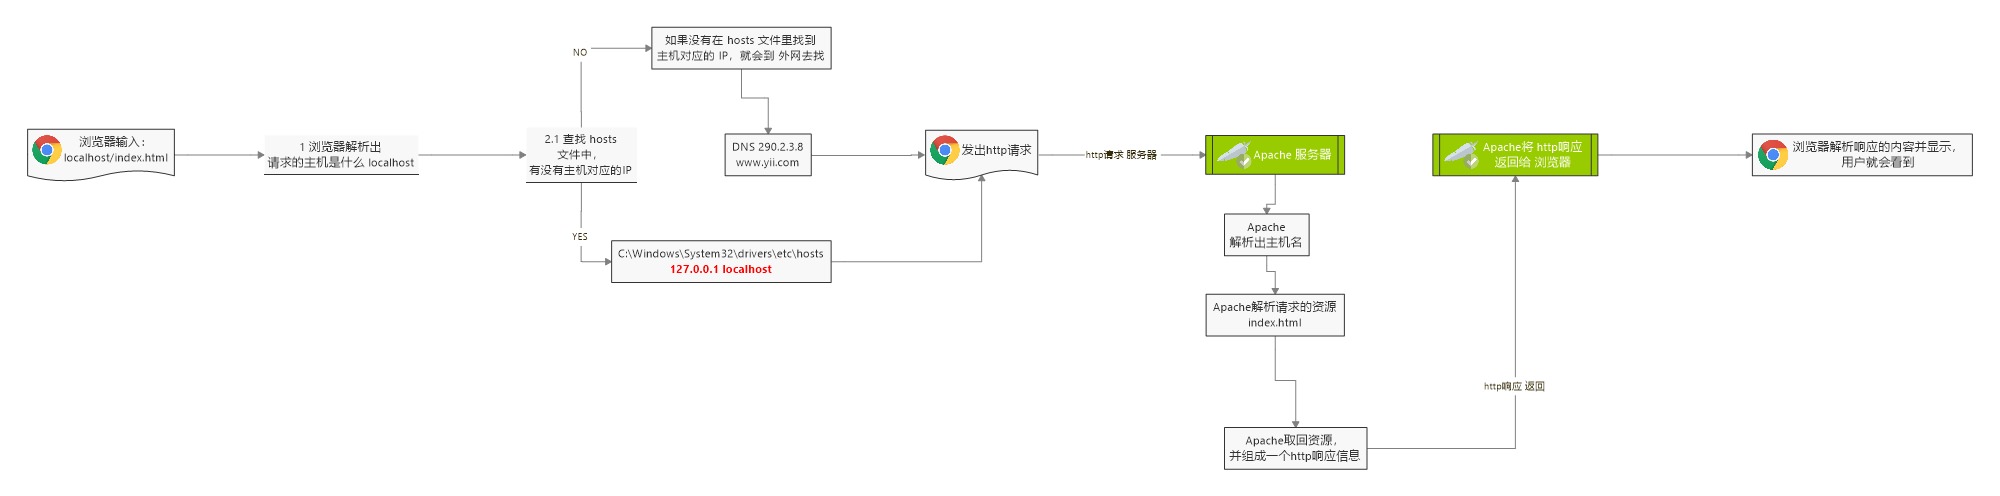 浏览器输入：
localhost/index.html
1 浏览器解析出
请求的主机是什么 localhost
2.1 查找 hosts
文件中，
有没有主机对应的IP
NO
如果没有在 hosts 文件里找到
主机对应的 IP，就会到 外网去找
DNS 290.2.3.8
www.yii.com
YES
C:\Windows\System32\drivers\etc\hosts
127.0.0.1 localhost
发出http请求
http请求 服务器
Apache 服务器
Apache
解析出主机名
Apache解析请求的资源
index.html
Apache取回资源，
并组成一个http响应信息
http响应 返回
Apache将 http响应
返回给 浏览器
浏览器解析响应的内容并显示，
用户就会看到